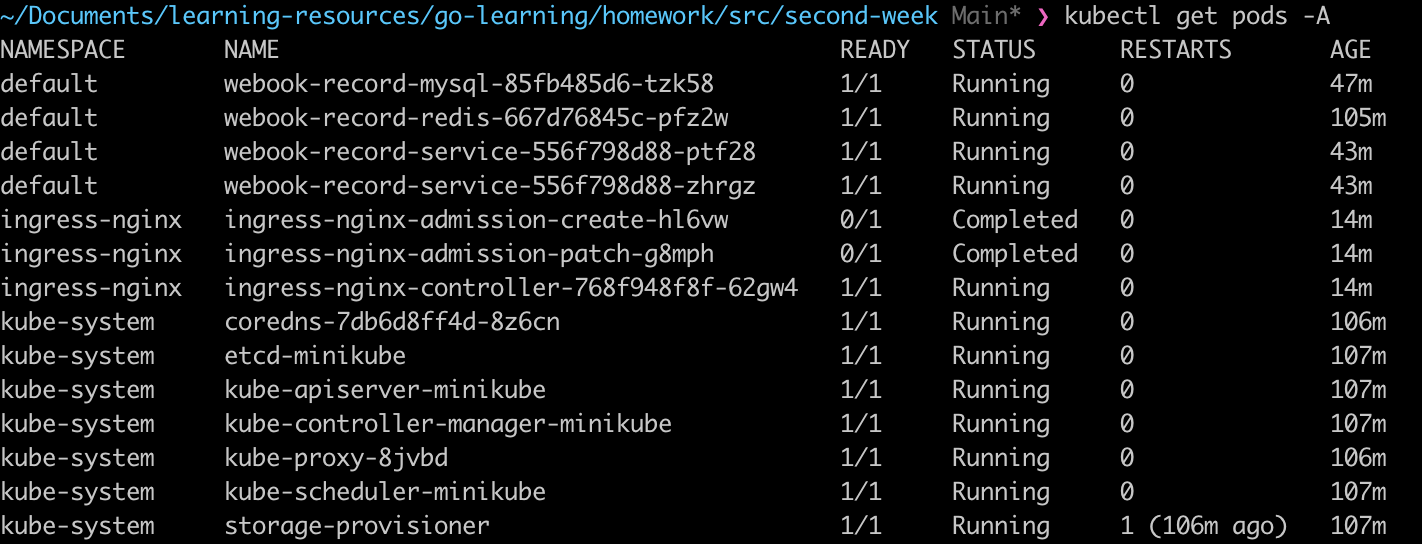 ~/Documents/learning-resources/go-learning/homework/src/second-week Main* ❯ kubectl get pods -A
NAMESPACE NAME READY STATUS RESTARTS AGE
default webook-record-mysql-85fb485d6-tzk58 1/1 Running 0 47m
default webook-record-redis-667d76845c-pfz2w 1/1 Running 0 105m
default webook-record-service-556f798d88-ptf28 1/1 Running 0 43m
default webook-record-service-556f798d88-zhrgz 1/1 Running 0 43m
ingress-nginx ingress-nginx-admission-create-hl6vw 0/1 Completed 0 14m
ingress-nginx ingress-nginx-admission-patch-g8mph 0/1 Completed 0 14m
ingress-nginx ingress-nginx-controller-768f948f8f-62gw4 1/1 Running 0 14m
kube-system coredns-7db6d8ff4d-8z6cn 1/1 Running 0 106m
kube-system etcd-minikube 1/1 Running 0 107m
kube-system kube-apiserver-minikube 1/1 Running 0 107m
kube-system kube-controller-manager-minikube 1/1 Running 0 107m
kube-system kube-proxy-8jvbd 1/1 Running 0 106m
kube-system kube-scheduler-minikube 1/1 Running 0 107m
kube-system storage-provisioner 1/1 Running 1 (106m ago) 107m